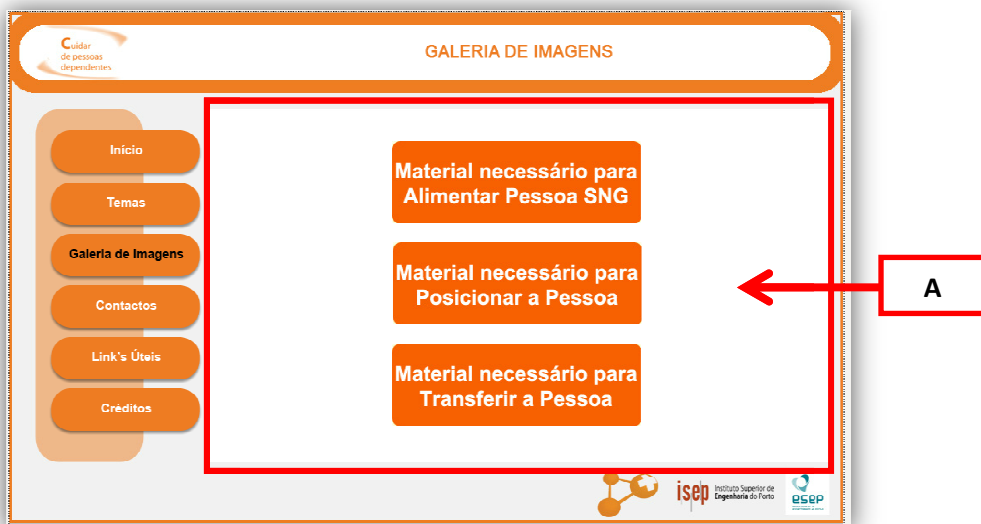 Cuidar
de pessoas
dependentes
GALERIA DE IMAGENS
Início
Temas
Galeria de Imagens
Contactos
Link's Úteis
Créditos
Material necessário para
Alimentar Pessoa SNG
Material necessário para
Posicionar a Pessoa
Material necessário para
Transferir a Pessoa
A
isep Instituto Superior de
Engenharia do Porto
esep